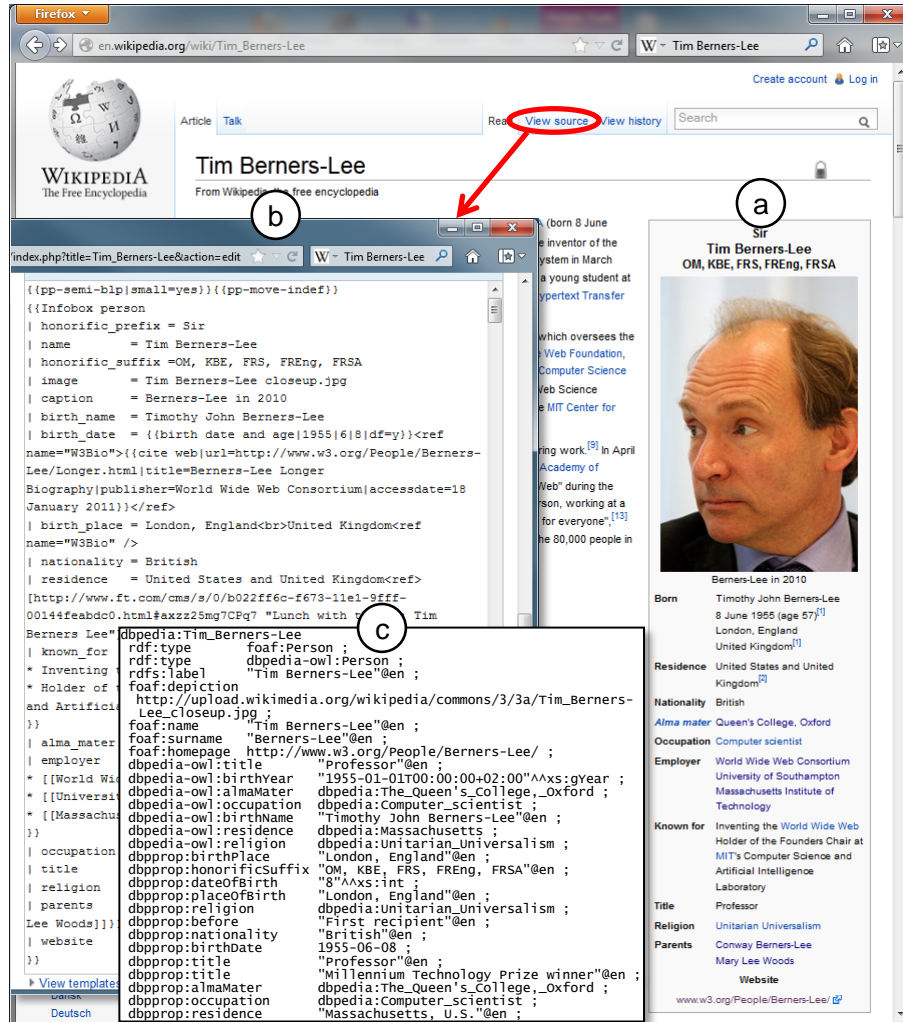 Firefox
en.wikipedia.org/wiki/Tim_Berners-Lee
W Tim Berners-Lee
Create account Log in
Article Talk
Read View source View history
Search
WIKIPEDIA
The Free Encyclopedia
Tim Berners-Lee
From Wikipedia, the free encyclopedia
b
a
(born 8 June
inventor of the
ystem in March
a young student at
ypertext Transfer
which oversees the
Web Foundation,
Computer Science
Web Science
MIT Center for
ring work.[9] In April
Academy of
Web" during the
rson, working at a
for everyone",[13]
he 80,000 people in
/index.php?title=Tim_Berners-Lee&action=edit
W Tim Berners-Lee
{{pp-semi-blp|small=yes}}{{pp-move-indef}}
{{Infobox person
| honorific_prefix = Sir
| name = Tim Berners-Lee
| honorific_suffix =OM, KBE, FRS, FREng, FRSA
| image = Tim Berners-Lee closeup.jpg
| caption = Berners-Lee in 2010
| birth_name = Timothy John Berners-Lee
| birth_date = {{birth date and age|1955|6|8|df=y}}<ref
name="W3Bio">{{cite web|url=http://www.w3.org/People/Berners-
Lee/Longer.html|title=Berners-Lee Longer
Biography|publisher=World Wide Web Consortium|accessdate=18
January 2011}}</ref>
| birth_place = London, England<br>United Kingdom<ref
name="W3Bio" />
| nationality = British
| residence = United States and United Kingdom<ref>
[http://www.ft.com/cms/s/0/b022ff6c-f673-11e1-9fff-
00144feabdc0.html#axzz25mg7CPq7 "Lunch with Tim
Berners Lee"
| known_for
* Inventing
* Holder of
and Artificia
}}
| alma_mater
| employer
* [[World Wi
* [[Universit
* [[Massachus
}}
| occupation
| title
| religion
| parents
Lee Woods]]}
| website
}}
View templates
Dansk
Deutsch
c
dbpedia:Tim_Berners-Lee
rdf:type foaf:Person ;
rdf:type dbpedia-owl:Person ;
rdfs:label "Tim Berners-Lee"@en ;
foaf:depiction
http://upload.wikimedia.org/wikipedia/commons/3/3a/Tim_Berners-
Lee_closeup.jpg ;
foaf:name "Tim Berners-Lee"@en ;
foaf:surname "Berners-Lee"@en ;
foaf:homepage http://www.w3.org/People/Berners-Lee/ ;
dbpedia-owl:title "Professor"@en ;
dbpedia-owl:birthYear "1955-01-01T00:00:00+02:00"^^xs:gYear ;
dbpedia-owl:almaMater dbpedia:The_Queen's_College,_Oxford ;
dbpedia-owl:occupation dbpedia:Computer_scientist ;
dbpedia-owl:birthName "Timothy John Berners-Lee"@en ;
dbpedia-owl:residence dbpedia:Massachusetts ;
dbpedia-owl:religion dbpedia:Unitarian_Universalism ;
dbpprop:birthPlace "London, England"@en ;
dbpprop:honorificSuffix "OM, KBE, FRS, FREng, FRSA"@en ;
dbpprop:dateOfBirth "8"^^xs:int ;
dbpprop:placeOfBirth "London, England"@en ;
dbpprop:religion dbpedia:Unitarian_Universalism ;
dbpprop:before "First recipient"@en ;
dbpprop:nationality "British"@en ;
dbpprop:birthDate 1955-06-08 ;
dbpprop:title "Professor"@en ;
dbpprop:title "Millennium Technology Prize winner"@en ;
dbpprop:almaMater dbpedia:The_Queen's_College,_Oxford ;
dbpprop:occupation dbpedia:Computer_scientist ;
dbpprop:residence "Massachusetts, U.S."@en ;
Sir
Tim Berners-Lee
OM, KBE, FRS, FREng, FRSA
Berners-Lee in 2010
Born Timothy John Berners-Lee
8 June 1955 (age 57)[1]
London, England
United Kingdom[1]
Residence United States and United
Kingdom[2]
Nationality British
Alma mater Queen's College, Oxford
Occupation Computer scientist
Employer World Wide Web Consortium
University of Southampton
Massachusetts Institute of
Technology
Known for Inventing the World Wide Web
Holder of the Founders Chair at
MIT's Computer Science and
Artificial Intelligence
Laboratory
Title Professor
Religion Unitarian Universalism
Parents Conway Berners-Lee
Mary Lee Woods
Website
www.w3.org/People/Berners-Lee/